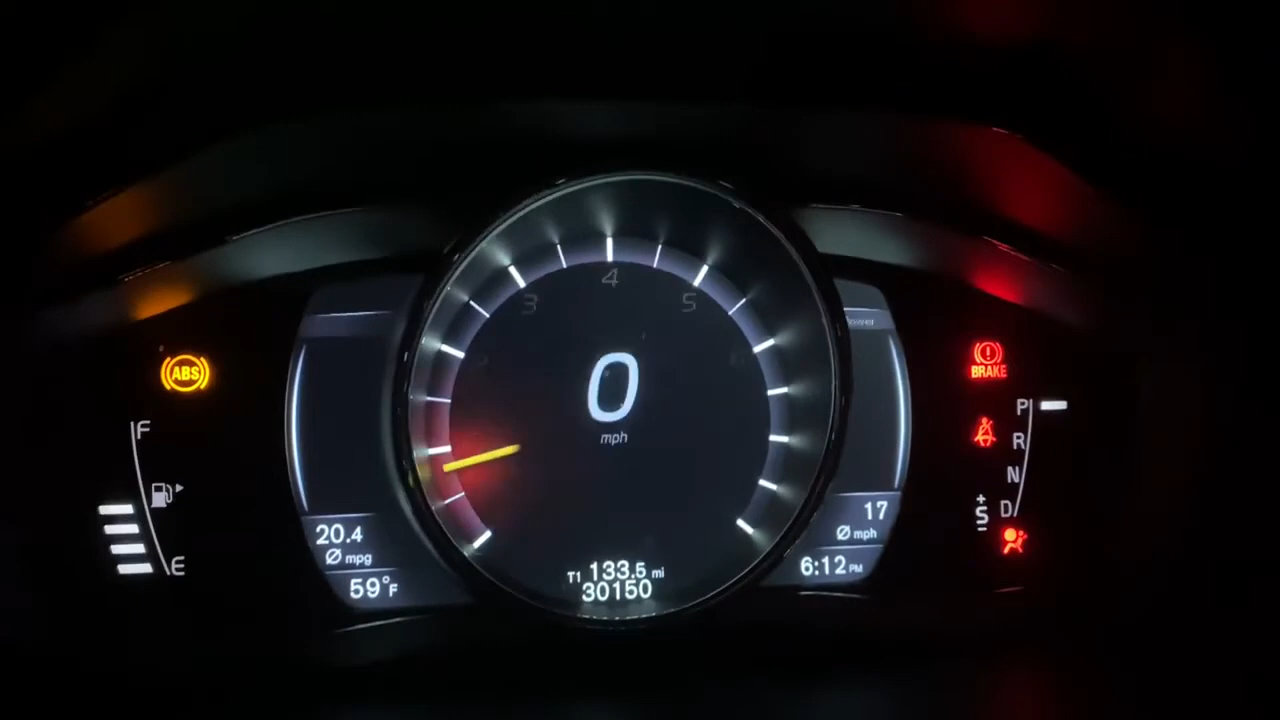 3 4 5
Power
ABS
0
mph
BRAKE
F
P
R
N
D
+
S
-
E
20.4
Ø mpg
59°F
17
Ø mph
6:12 PM
T1 133.5 mi
30150